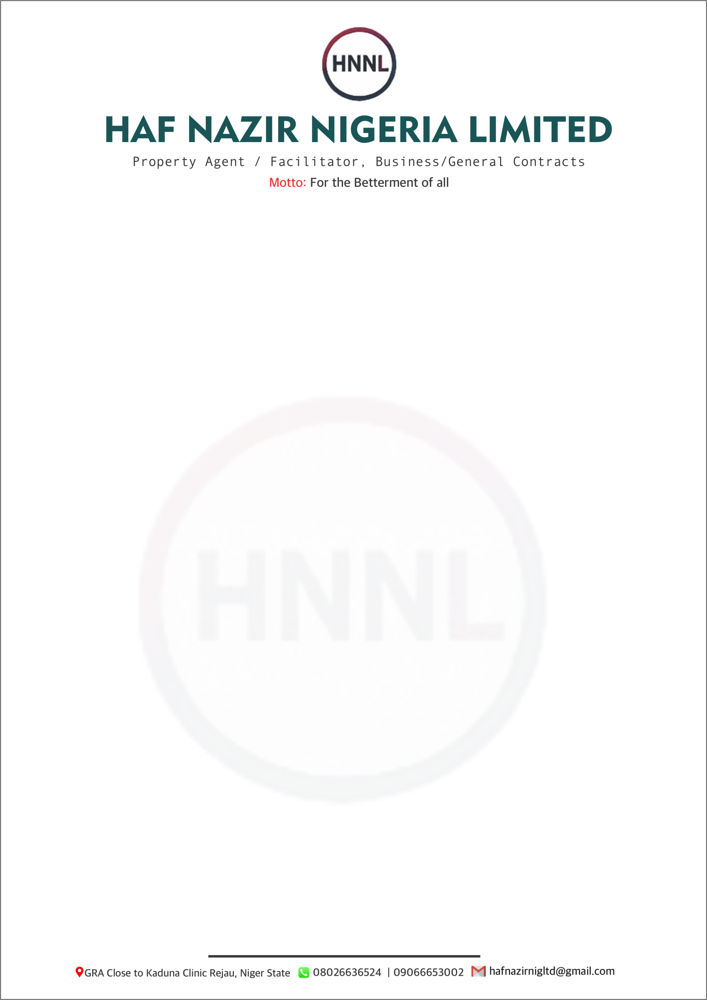 HNNL
HAF NAZIR NIGERIA LIMITED
Property Agent / Facilitator, Business/General Contracts
Motto: For the Betterment of all
HNNL
GRA Close to Kaduna Clinic Rejau, Niger State 08026636524 | 09066653002 hafnazirnigltd@gmail.com